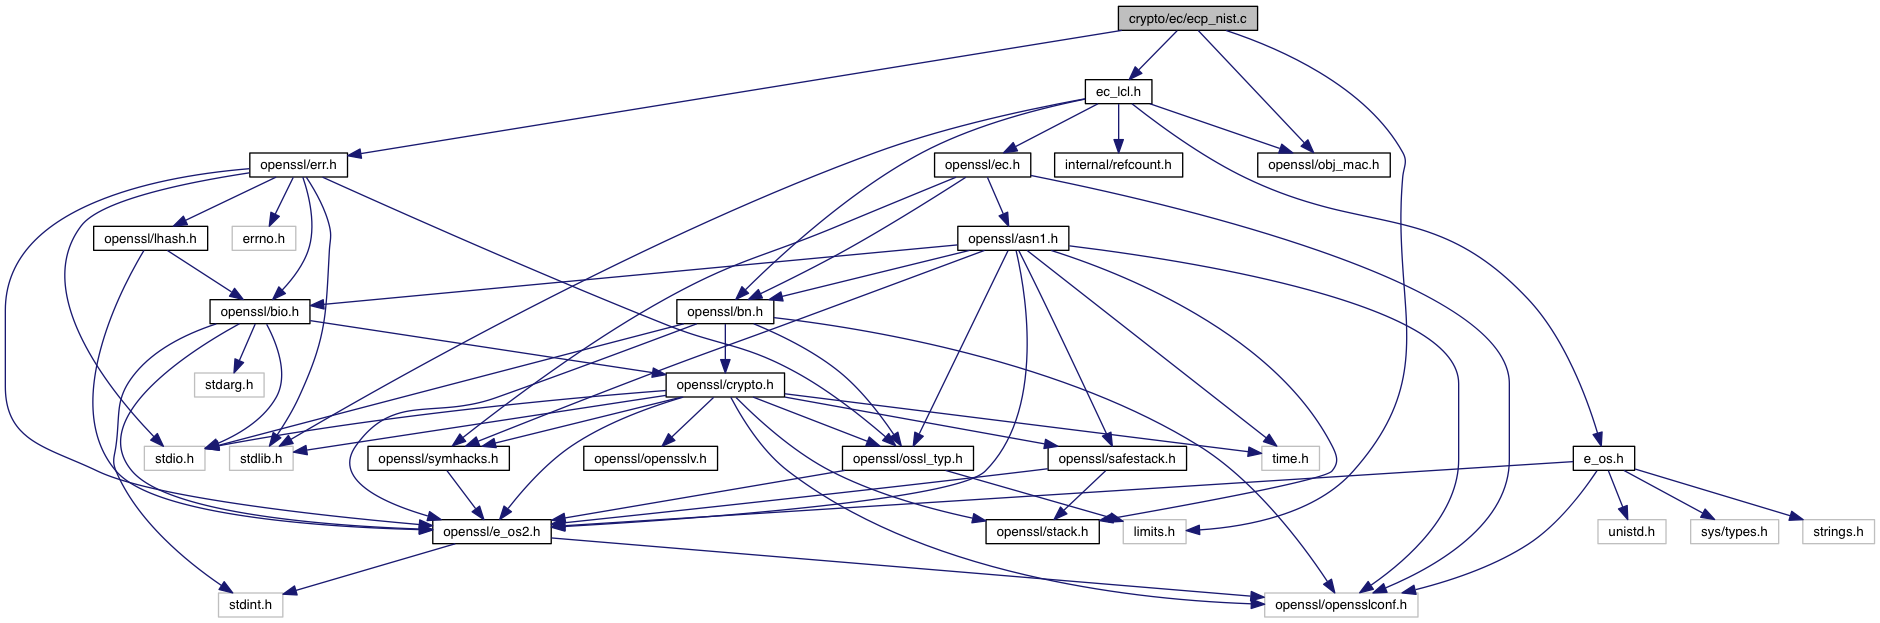 crypto/ec/ecp_nist.c
ec_lcl.h
openssl/err.h
openssl/ec.h
internal/refcount.h
openssl/obj_mac.h
openssl/lhash.h
errno.h
openssl/asn1.h
openssl/bio.h
openssl/bn.h
stdarg.h
openssl/crypto.h
stdio.h
stdlib.h
openssl/symhacks.h
openssl/opensslv.h
openssl/ossl_typ.h
openssl/safestack.h
time.h
e_os.h
openssl/e_os2.h
openssl/stack.h
limits.h
unistd.h
sys/types.h
strings.h
stdint.h
openssl/opensslconf.h